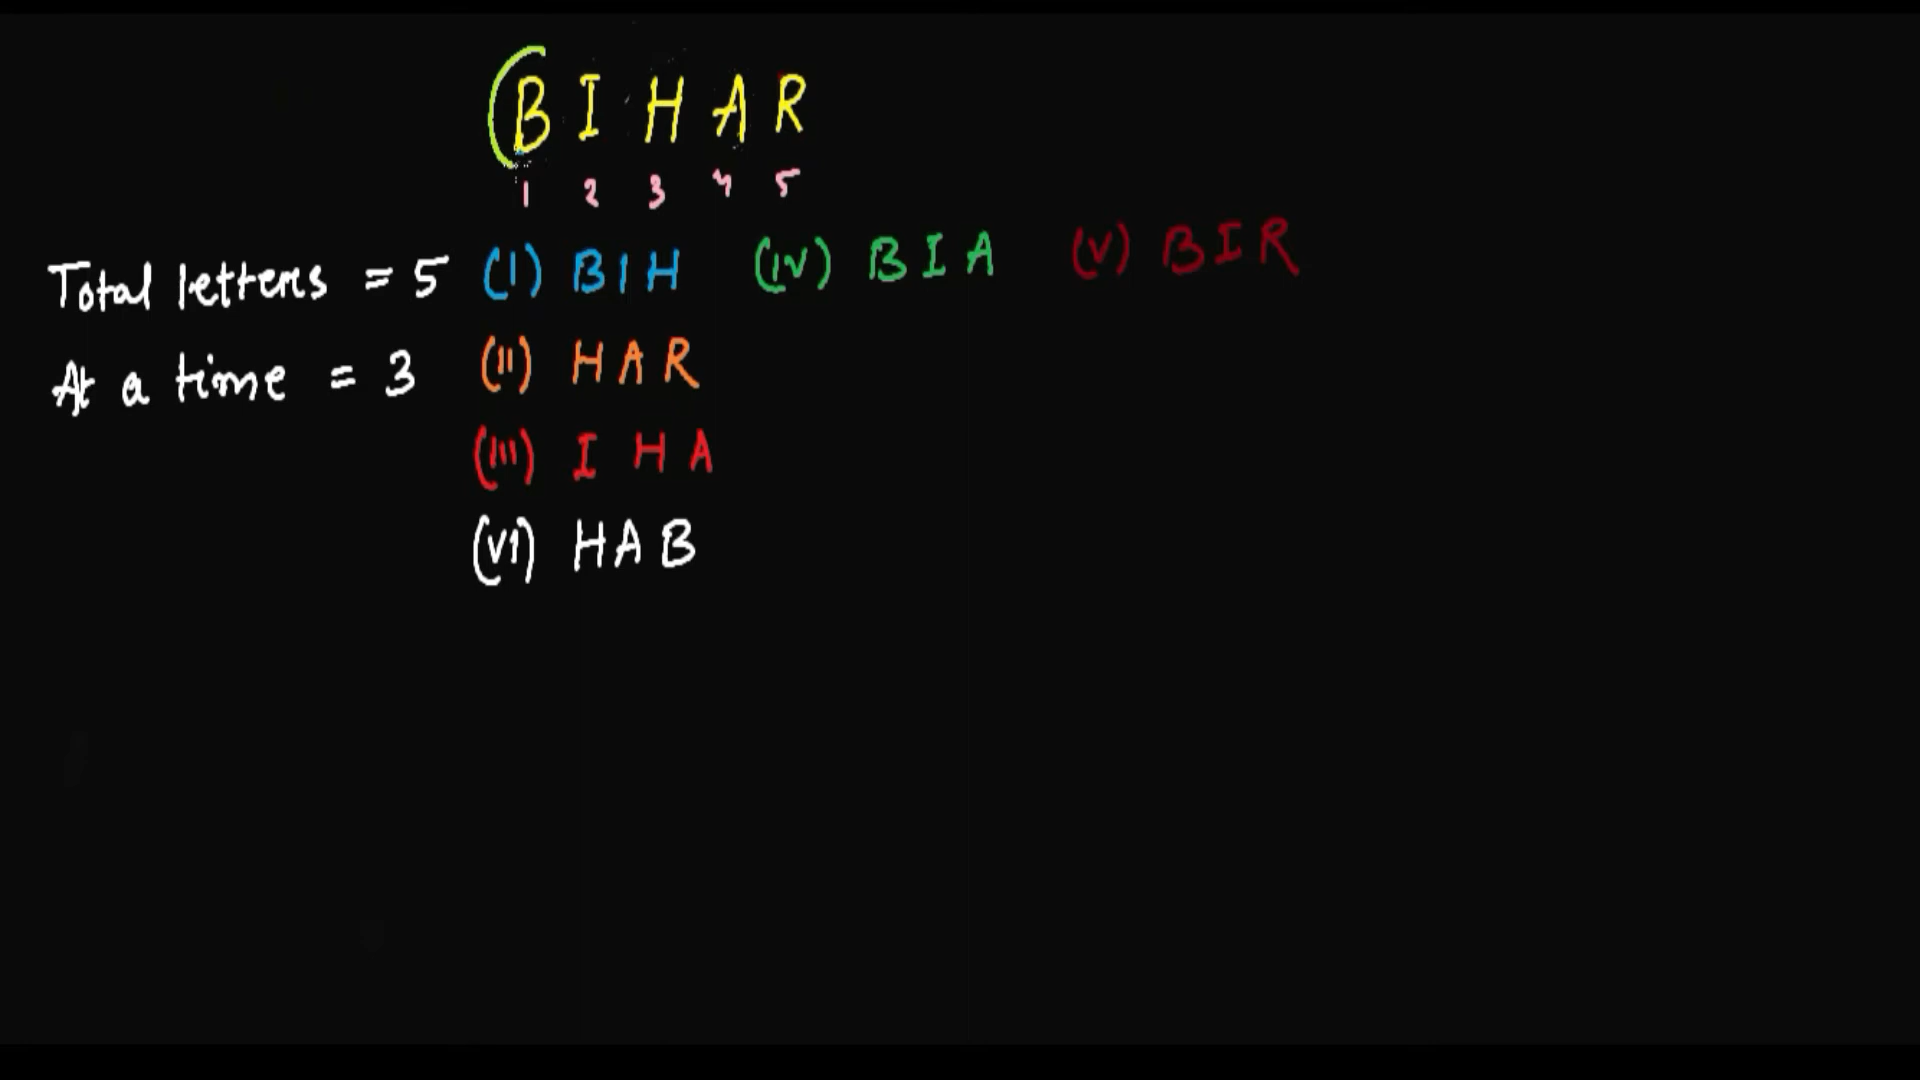 BIHAR
1 2 3 4 5
Total letters = 5 (I) BIH (IV) BIA (V) BIR
At a time = 3 (II) HAR
(III) IHA
(VI) HAB